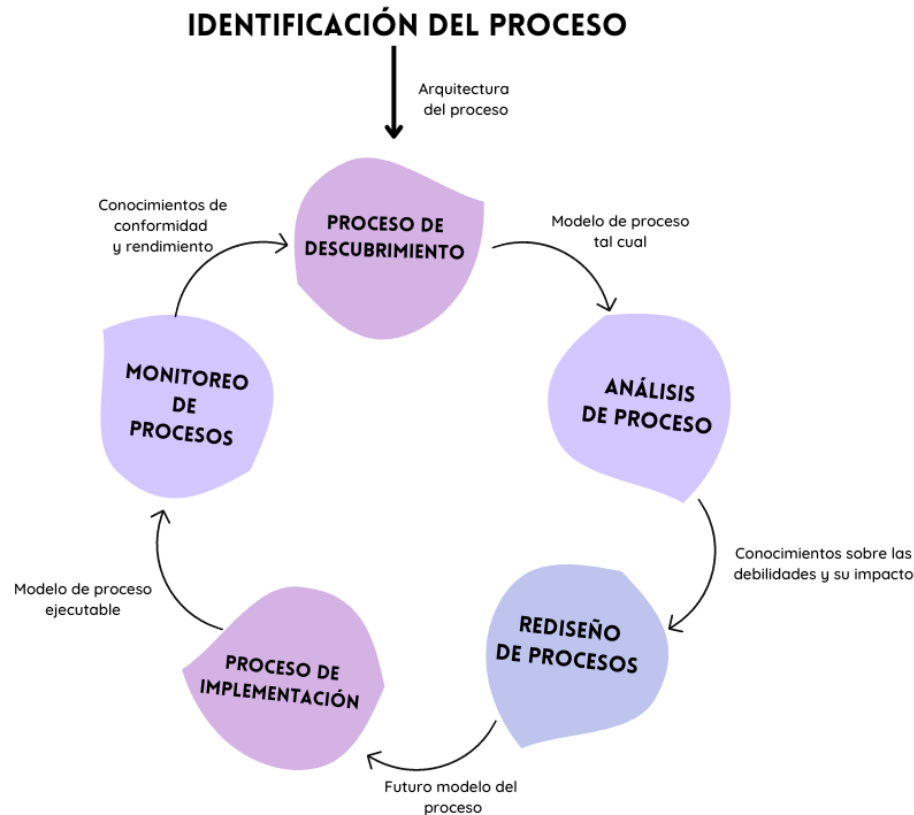 IDENTIFICACIÓN DEL PROCESO
Arquitectura
del proceso
PROCESO DE
DESCUBRIMIENTO
Modelo de proceso
tal cual
ANÁLISIS
DE PROCESO
Conocimientos sobre las
debilidades y su impacto
REDISEÑO
DE PROCESOS
Futuro modelo del
proceso
PROCESO DE
IMPLEMENTACIÓN
Modelo de proceso
ejecutable
MONITOREO
DE
PROCESOS
Conocimientos de
conformidad
y rendimiento